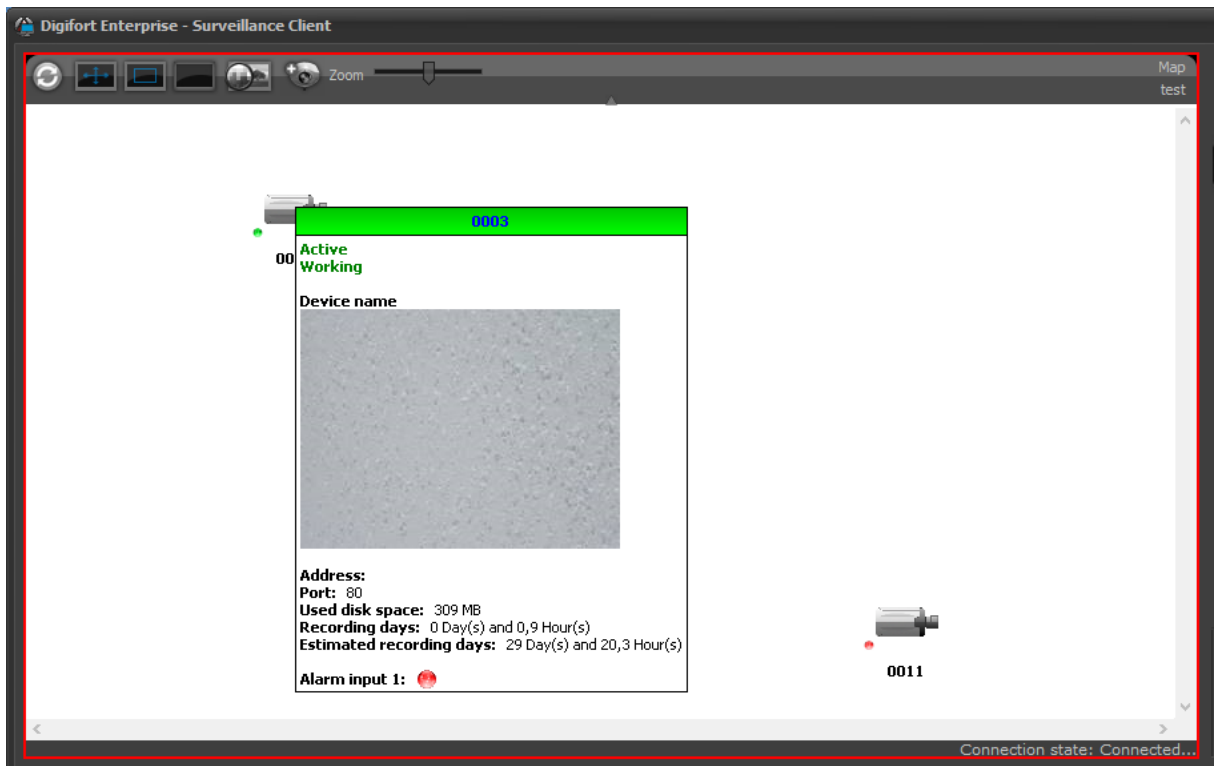 Digifort Enterprise - Surveillance Client
Zoom
Map
test
0003
00
Active
Working
Device name
Address:
Port: 80
Used disk space: 309 MB
Recording days: 0 Day(s) and 0,9 Hour(s)
Estimated recording days: 29 Day(s) and 20,3 Hour(s)
Alarm input 1:
0011
Connection state: Connected...